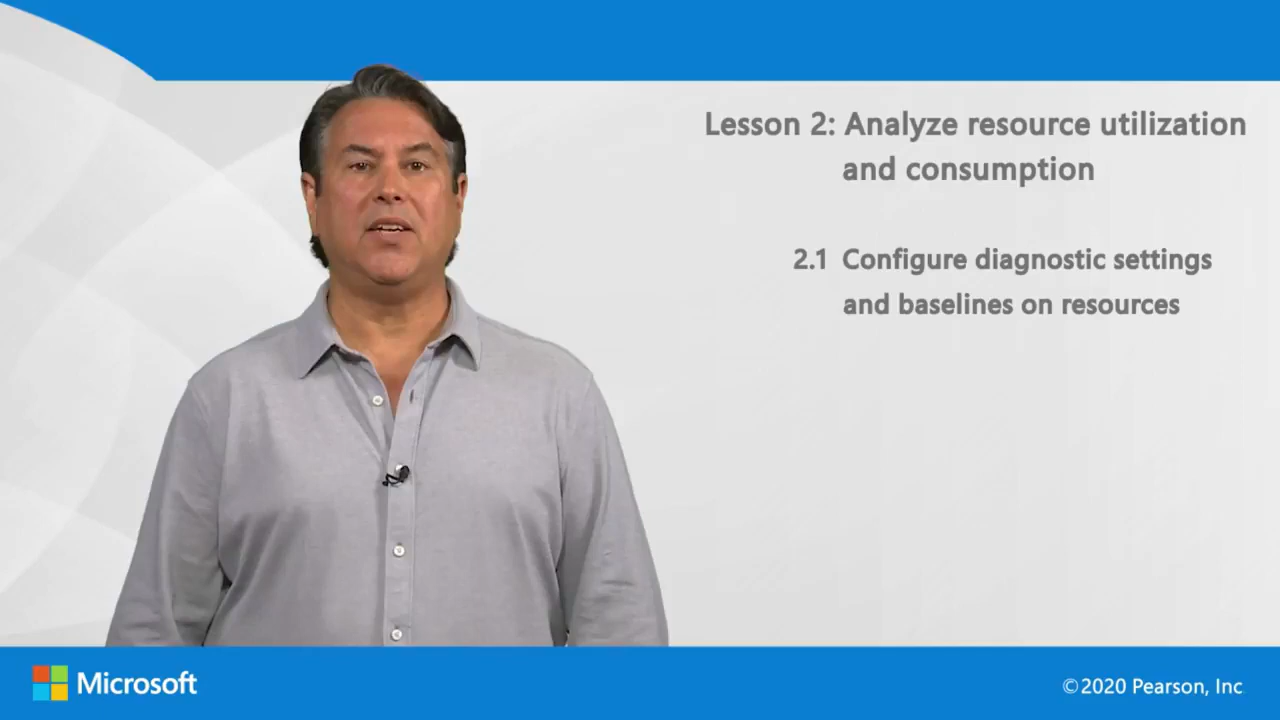 Lesson 2: Analyze resource utilization
and consumption
2.1 Configure diagnostic settings
and baselines on resources
Microsoft
©2020 Pearson, Inc